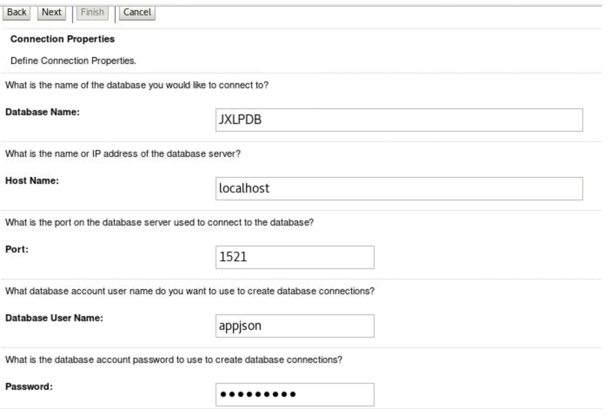 Back Next Finish Cancel
Connection Properties
Define Connection Properties.
What is the name of the database you would like to connect to?
Database Name: JXLPDB
What is the name or IP address of the database server?
Host Name: localhost
What is the port on the database server used to connect to the database?
Port: 1521
What database account user name do you want to use to create database connections?
Database User Name: appjson
What is the database account password to use to create database connections?
Password: ●●●●●●●●●